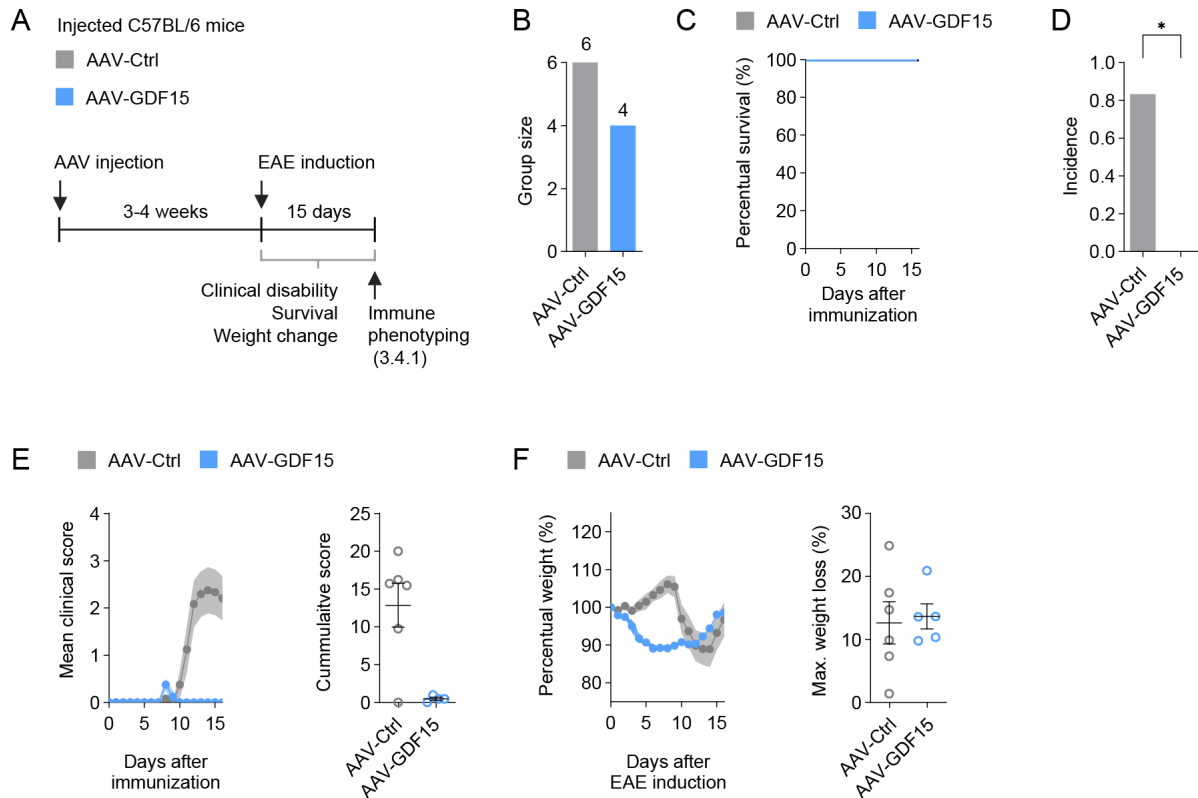 A
Injected C57BL/6 mice
AAV-Ctrl
AAV-GDF15
AAV injection
EAE induction
3-4 weeks
15 days
Clinical disability
Survival
Weight change
Immune
phenotyping
(3.4.1)
B
6
4
6
4
2
0
Group size
AAV-Ctrl
AAV-GDF15
C
AAV-Ctrl
AAV-GDF15
Percentual survival (%)
100
80
60
40
20
0
0
5
10
15
Days after
immunization
D
*
Incidence
1.0
0.8
0.6
0.4
0.2
0.0
AAV-Ctrl
AAV-GDF15
E
AAV-Ctrl
AAV-GDF15
Mean clinical score
4
3
2
1
0
0
5
10
15
Days after
immunization
Cummulaitve score
25
20
15
10
5
0
AAV-Ctrl
AAV-GDF15
F
AAV-Ctrl
AAV-GDF15
Percentual weight (%)
120
110
100
90
80
0
5
10
15
Days after
EAE induction
Max. weight loss (%)
30
20
10
0
AAV-Ctrl
AAV-GDF15